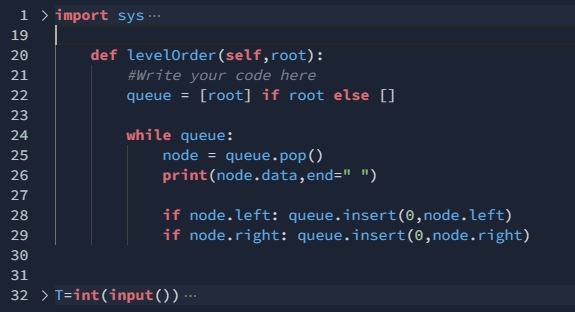 1 > import sys ···
19
20 def levelOrder(self,root):
21 #Write your code here
22 queue = [root] if root else []
23
24 while queue:
25 node = queue.pop()
26 print(node.data,end=" ")
27
28 if node.left: queue.insert(0,node.left)
29 if node.right: queue.insert(0,node.right)
30
31
32 > T=int(input()) ···